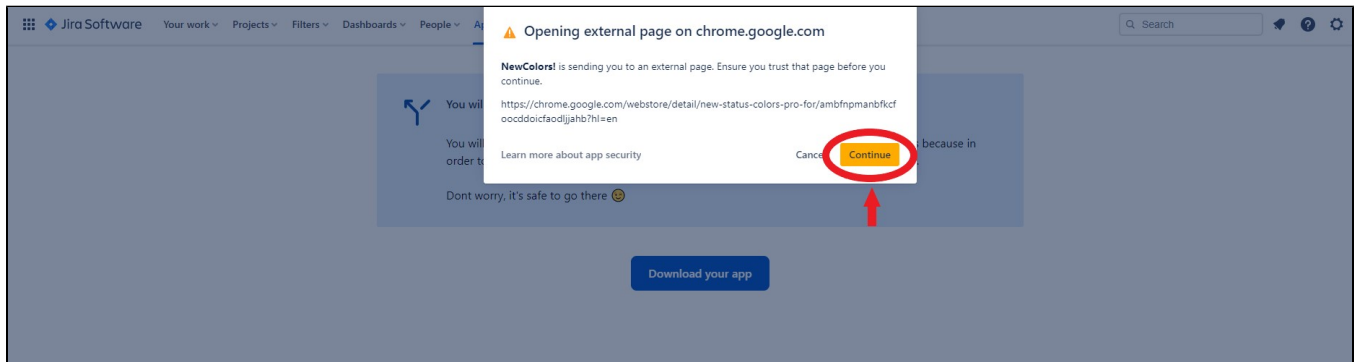 Jira Software Your work Projects Filters Dashboards People Search
Opening external page on chrome.google.com
NewColors! is sending you to an external page. Ensure you trust that page before you
continue.
https://chrome.google.com/webstore/detail/new-status-colors-pro-for/ambfnpmanbfkcf
oocddoicfaodljjahb?hl=en
You will
You will because in
order to
Learn more about app security Continue
Dont worry, it's safe to go there 😉
Download your app